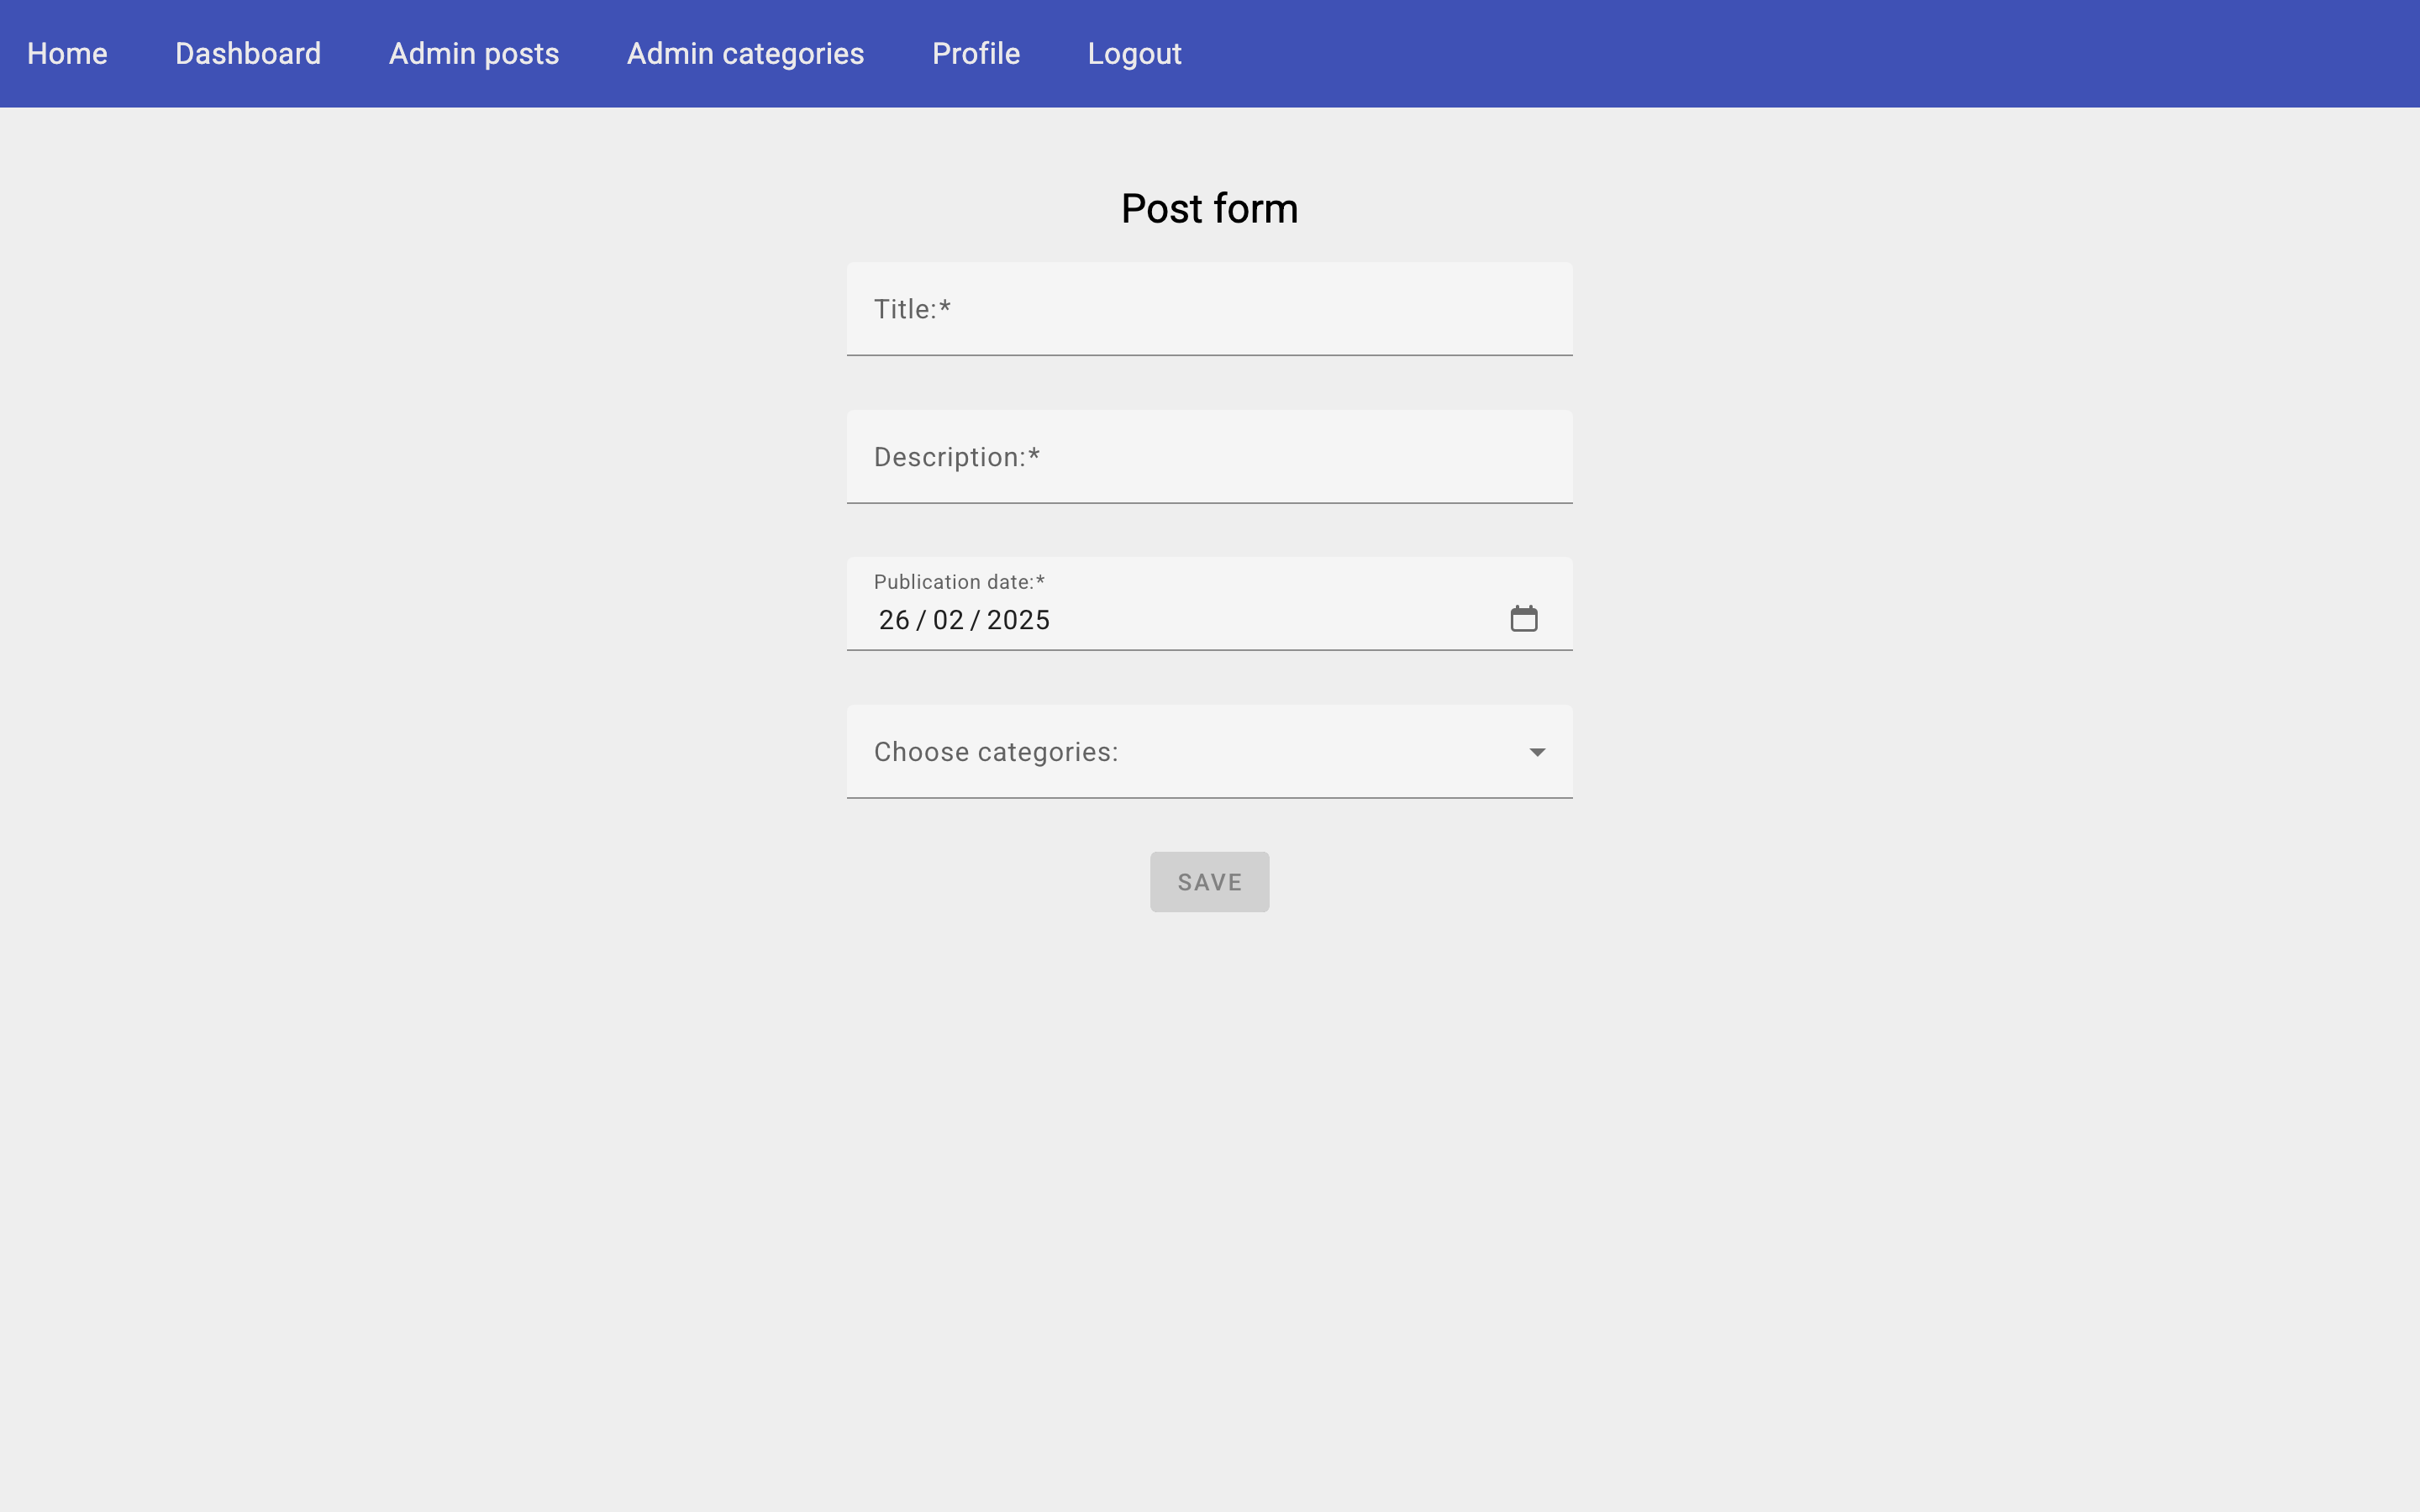 Home Dashboard Admin posts Admin categories Profile Logout
Post form
Title:*
Description:*
Publication date:*
26/02/2025
Choose categories:
SAVE